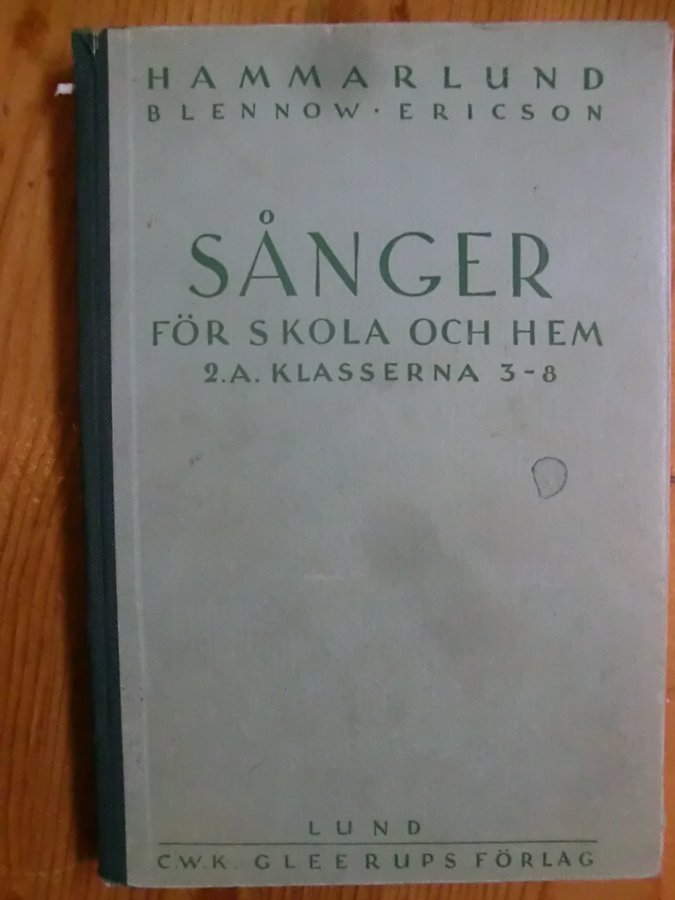 HAMMARLUND
BLENNOW · ERICSON
SÅNGER
FÖR SKOLA OCH HEM
2.A. KLASSERNA 3-8
LUND
C.W.K. GLEERUPS FÖRLAG